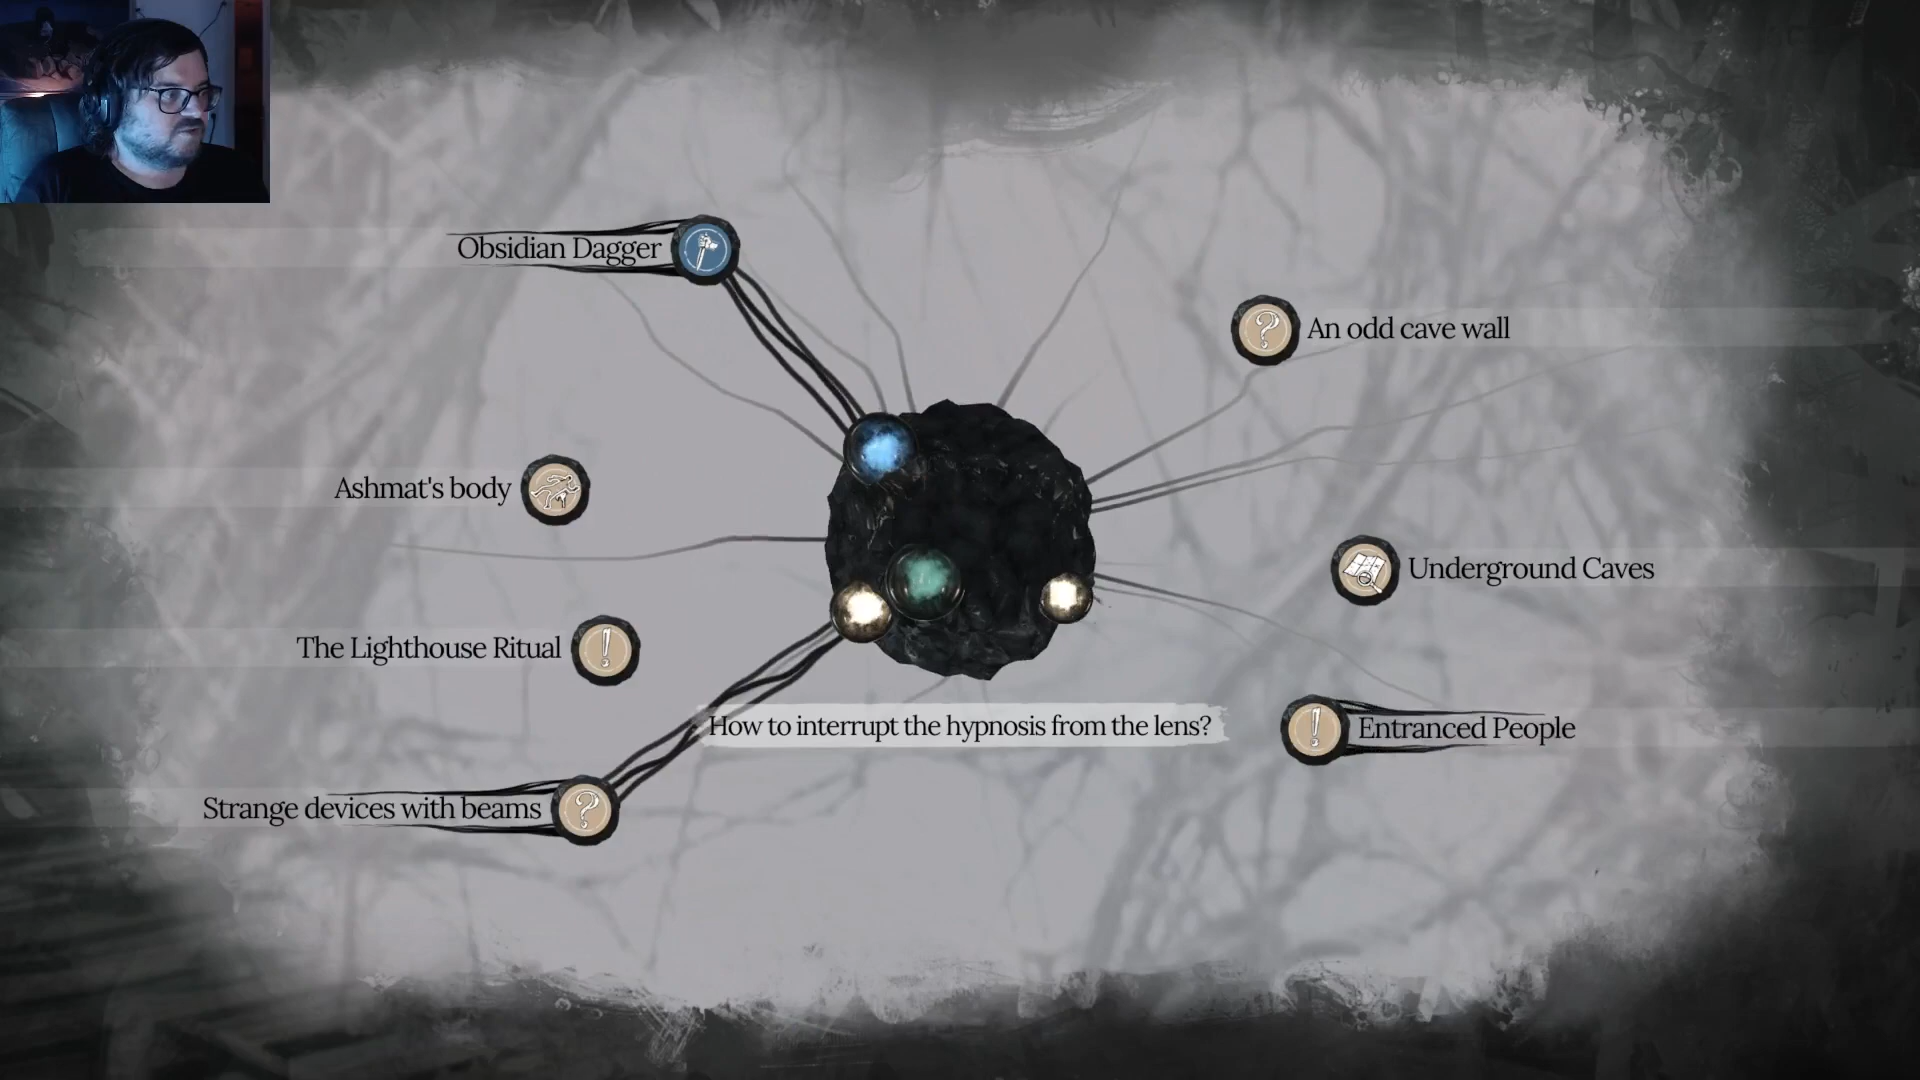 Obsidian Dagger
An odd cave wall
Ashmat's body
Underground Caves
The Lighthouse Ritual
How to interrupt the hypnosis from the lens?
Entranced People
Strange devices with beams